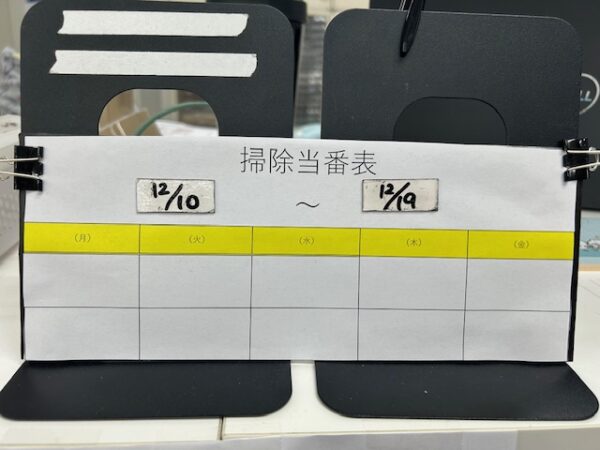 掃除当番表
12/10 ～ 12/19
(月) (火) (水) (木) (金)